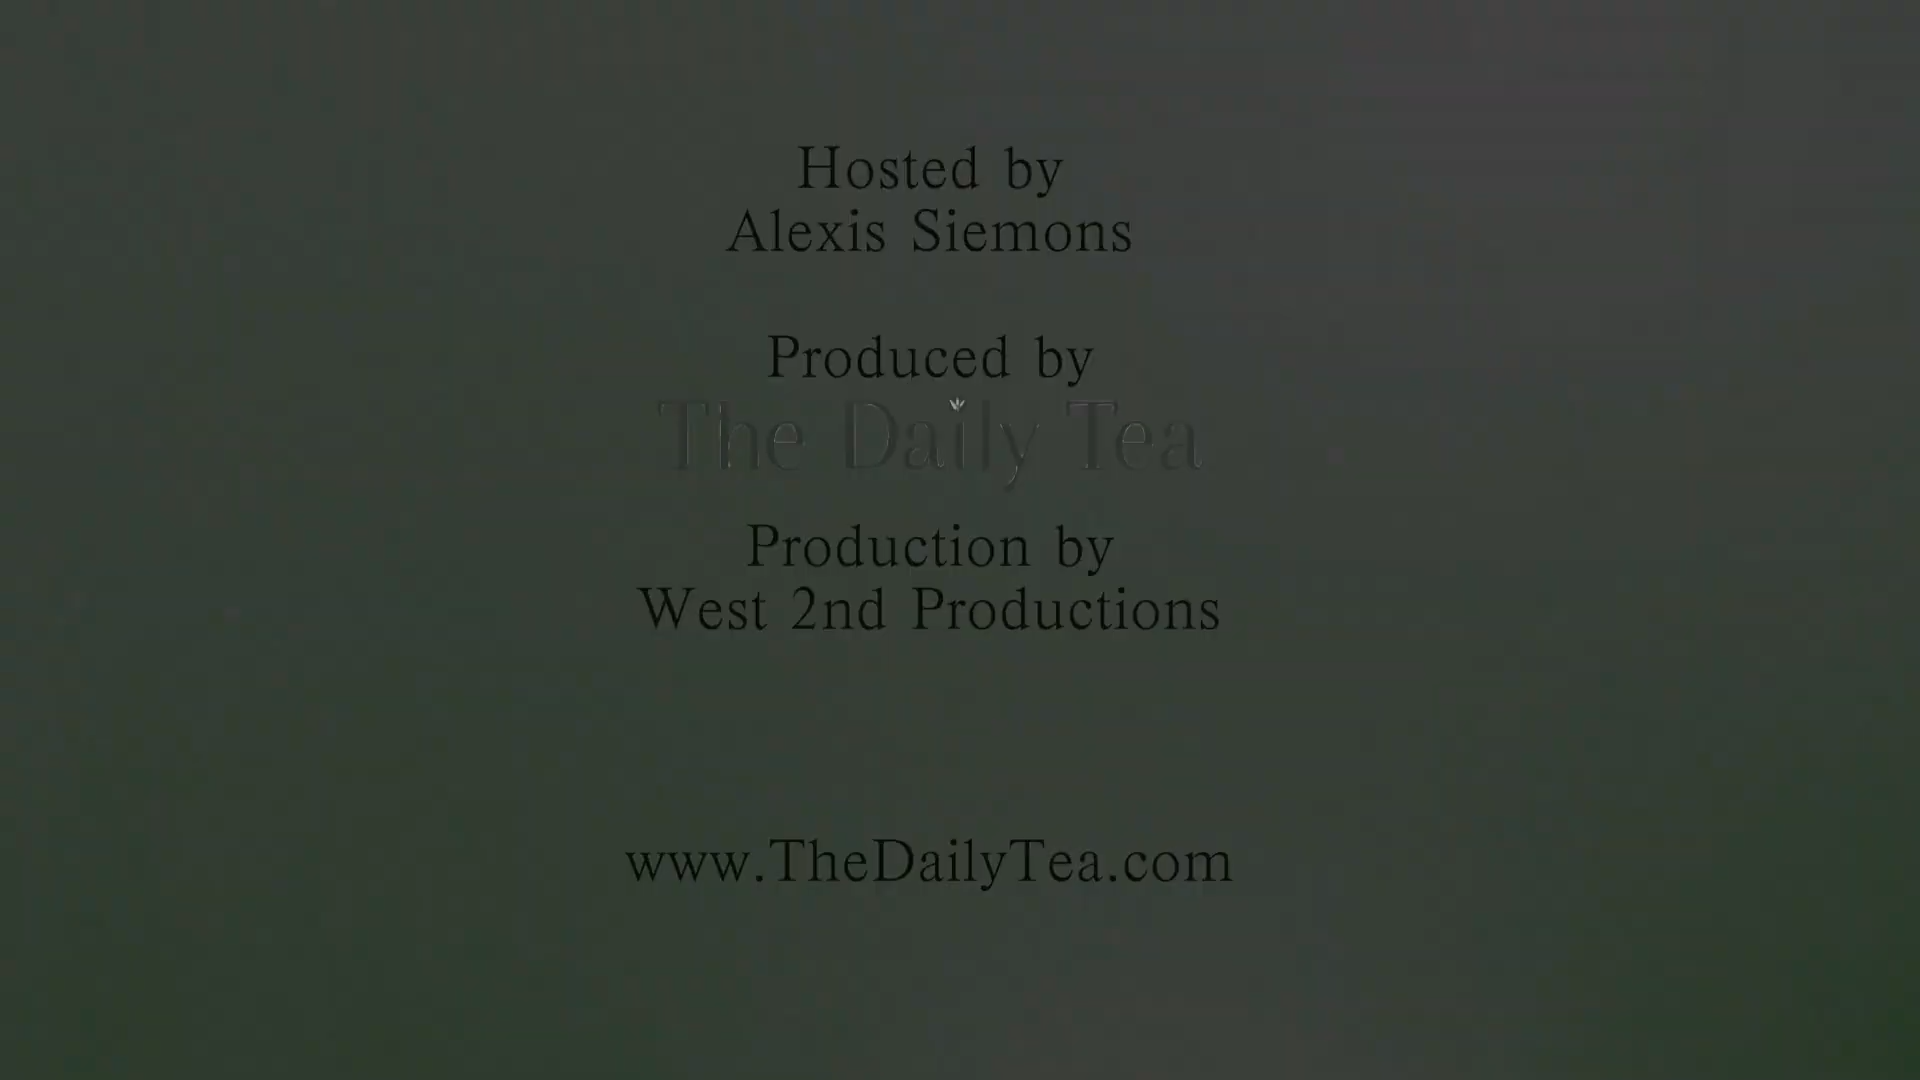 Hosted by
Alexis Siemons
Produced by
The Daily Tea
Production by
West 2nd Productions
www.TheDailyTea.com